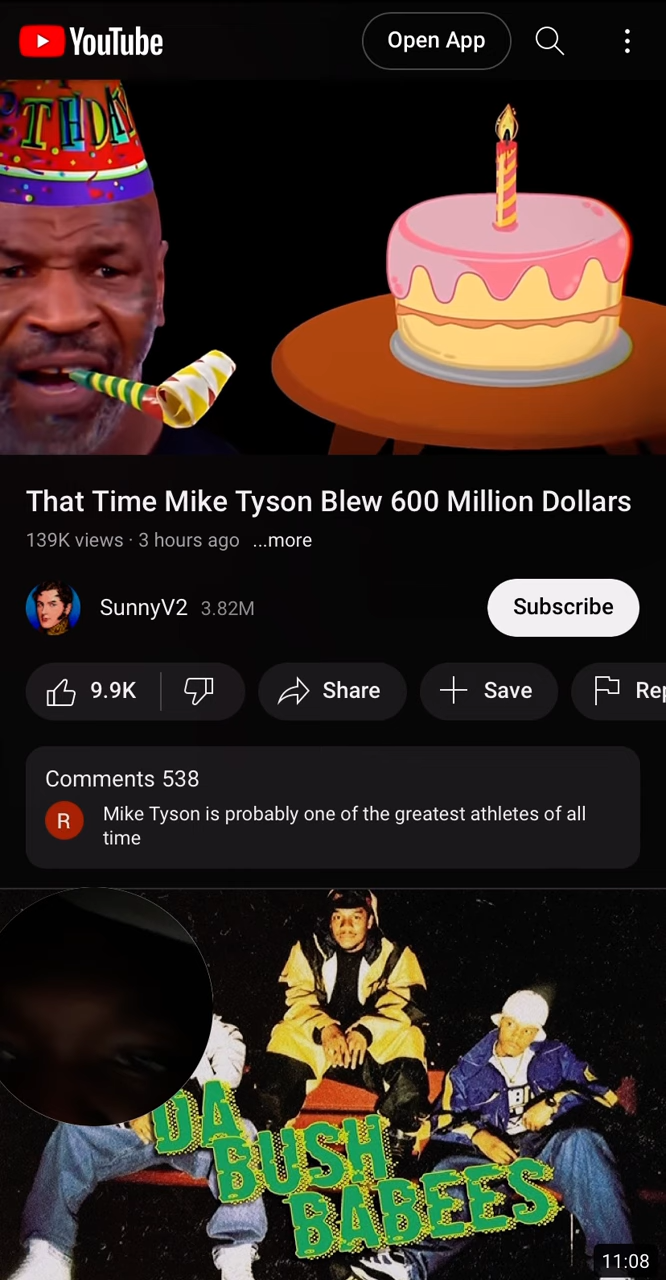 YouTube
Open App
THDAY
That Time Mike Tyson Blew 600 Million Dollars
139K views · 3 hours ago ...more
SunnyV2 3.82M
Subscribe
9.9K
Share
Save
Rep
Comments 538
R
Mike Tyson is probably one of the greatest athletes of all
time
DA
BUSH
BABEES
11:08